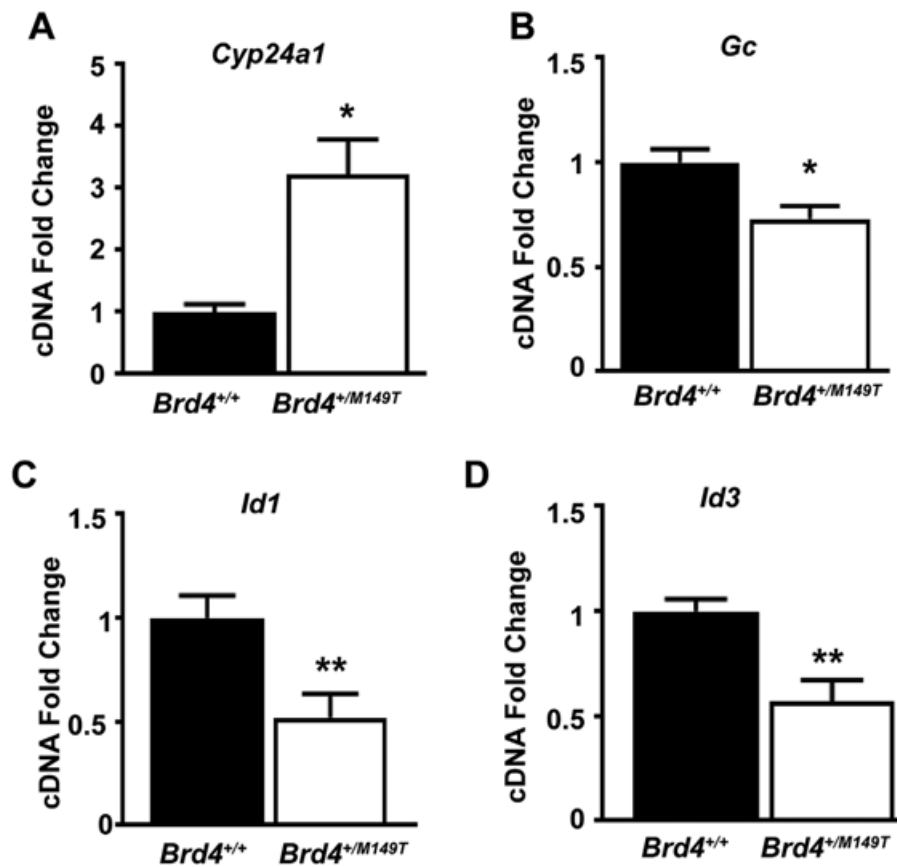 A
Cyp24a1
cDNA Fold Change
5
4
3
2
1
0
*
Brd4+/+ Brd4+/M149T
B
Gc
cDNA Fold Change
1.5
1
0.5
0
*
Brd4+/+ Brd4+/M149T
C
Id1
cDNA Fold Change
1.5
1
0.5
0
**
Brd4+/+ Brd4+/M149T
D
Id3
cDNA Fold Change
1.5
1
0.5
0
**
Brd4+/+ Brd4+/M149T